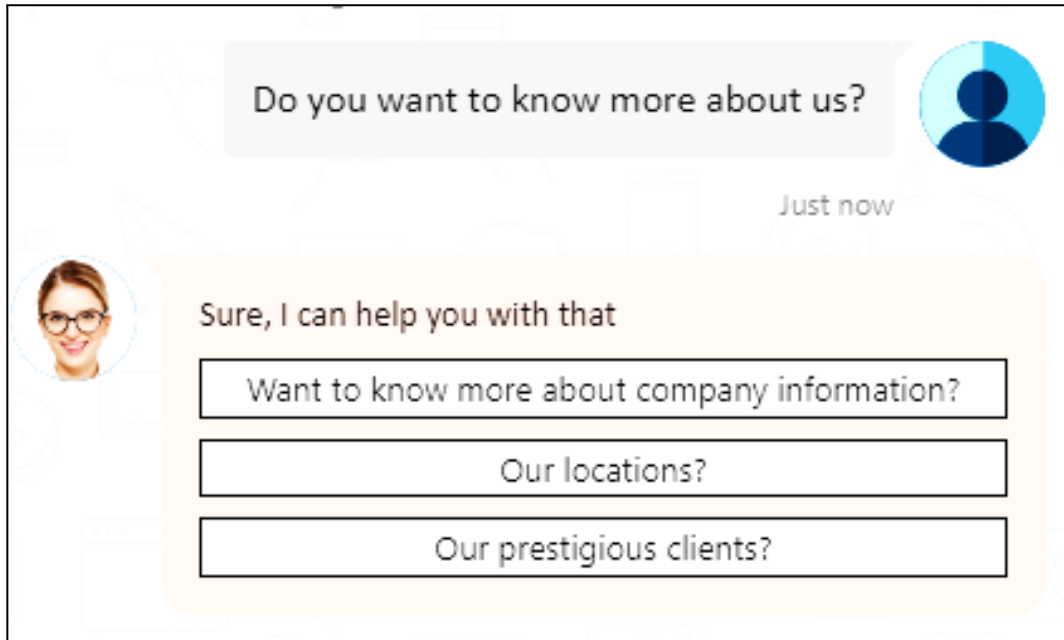 Do you want to know more about us?
Just now
Sure, I can help you with that
Want to know more about company information?
Our locations?
Our prestigious clients?